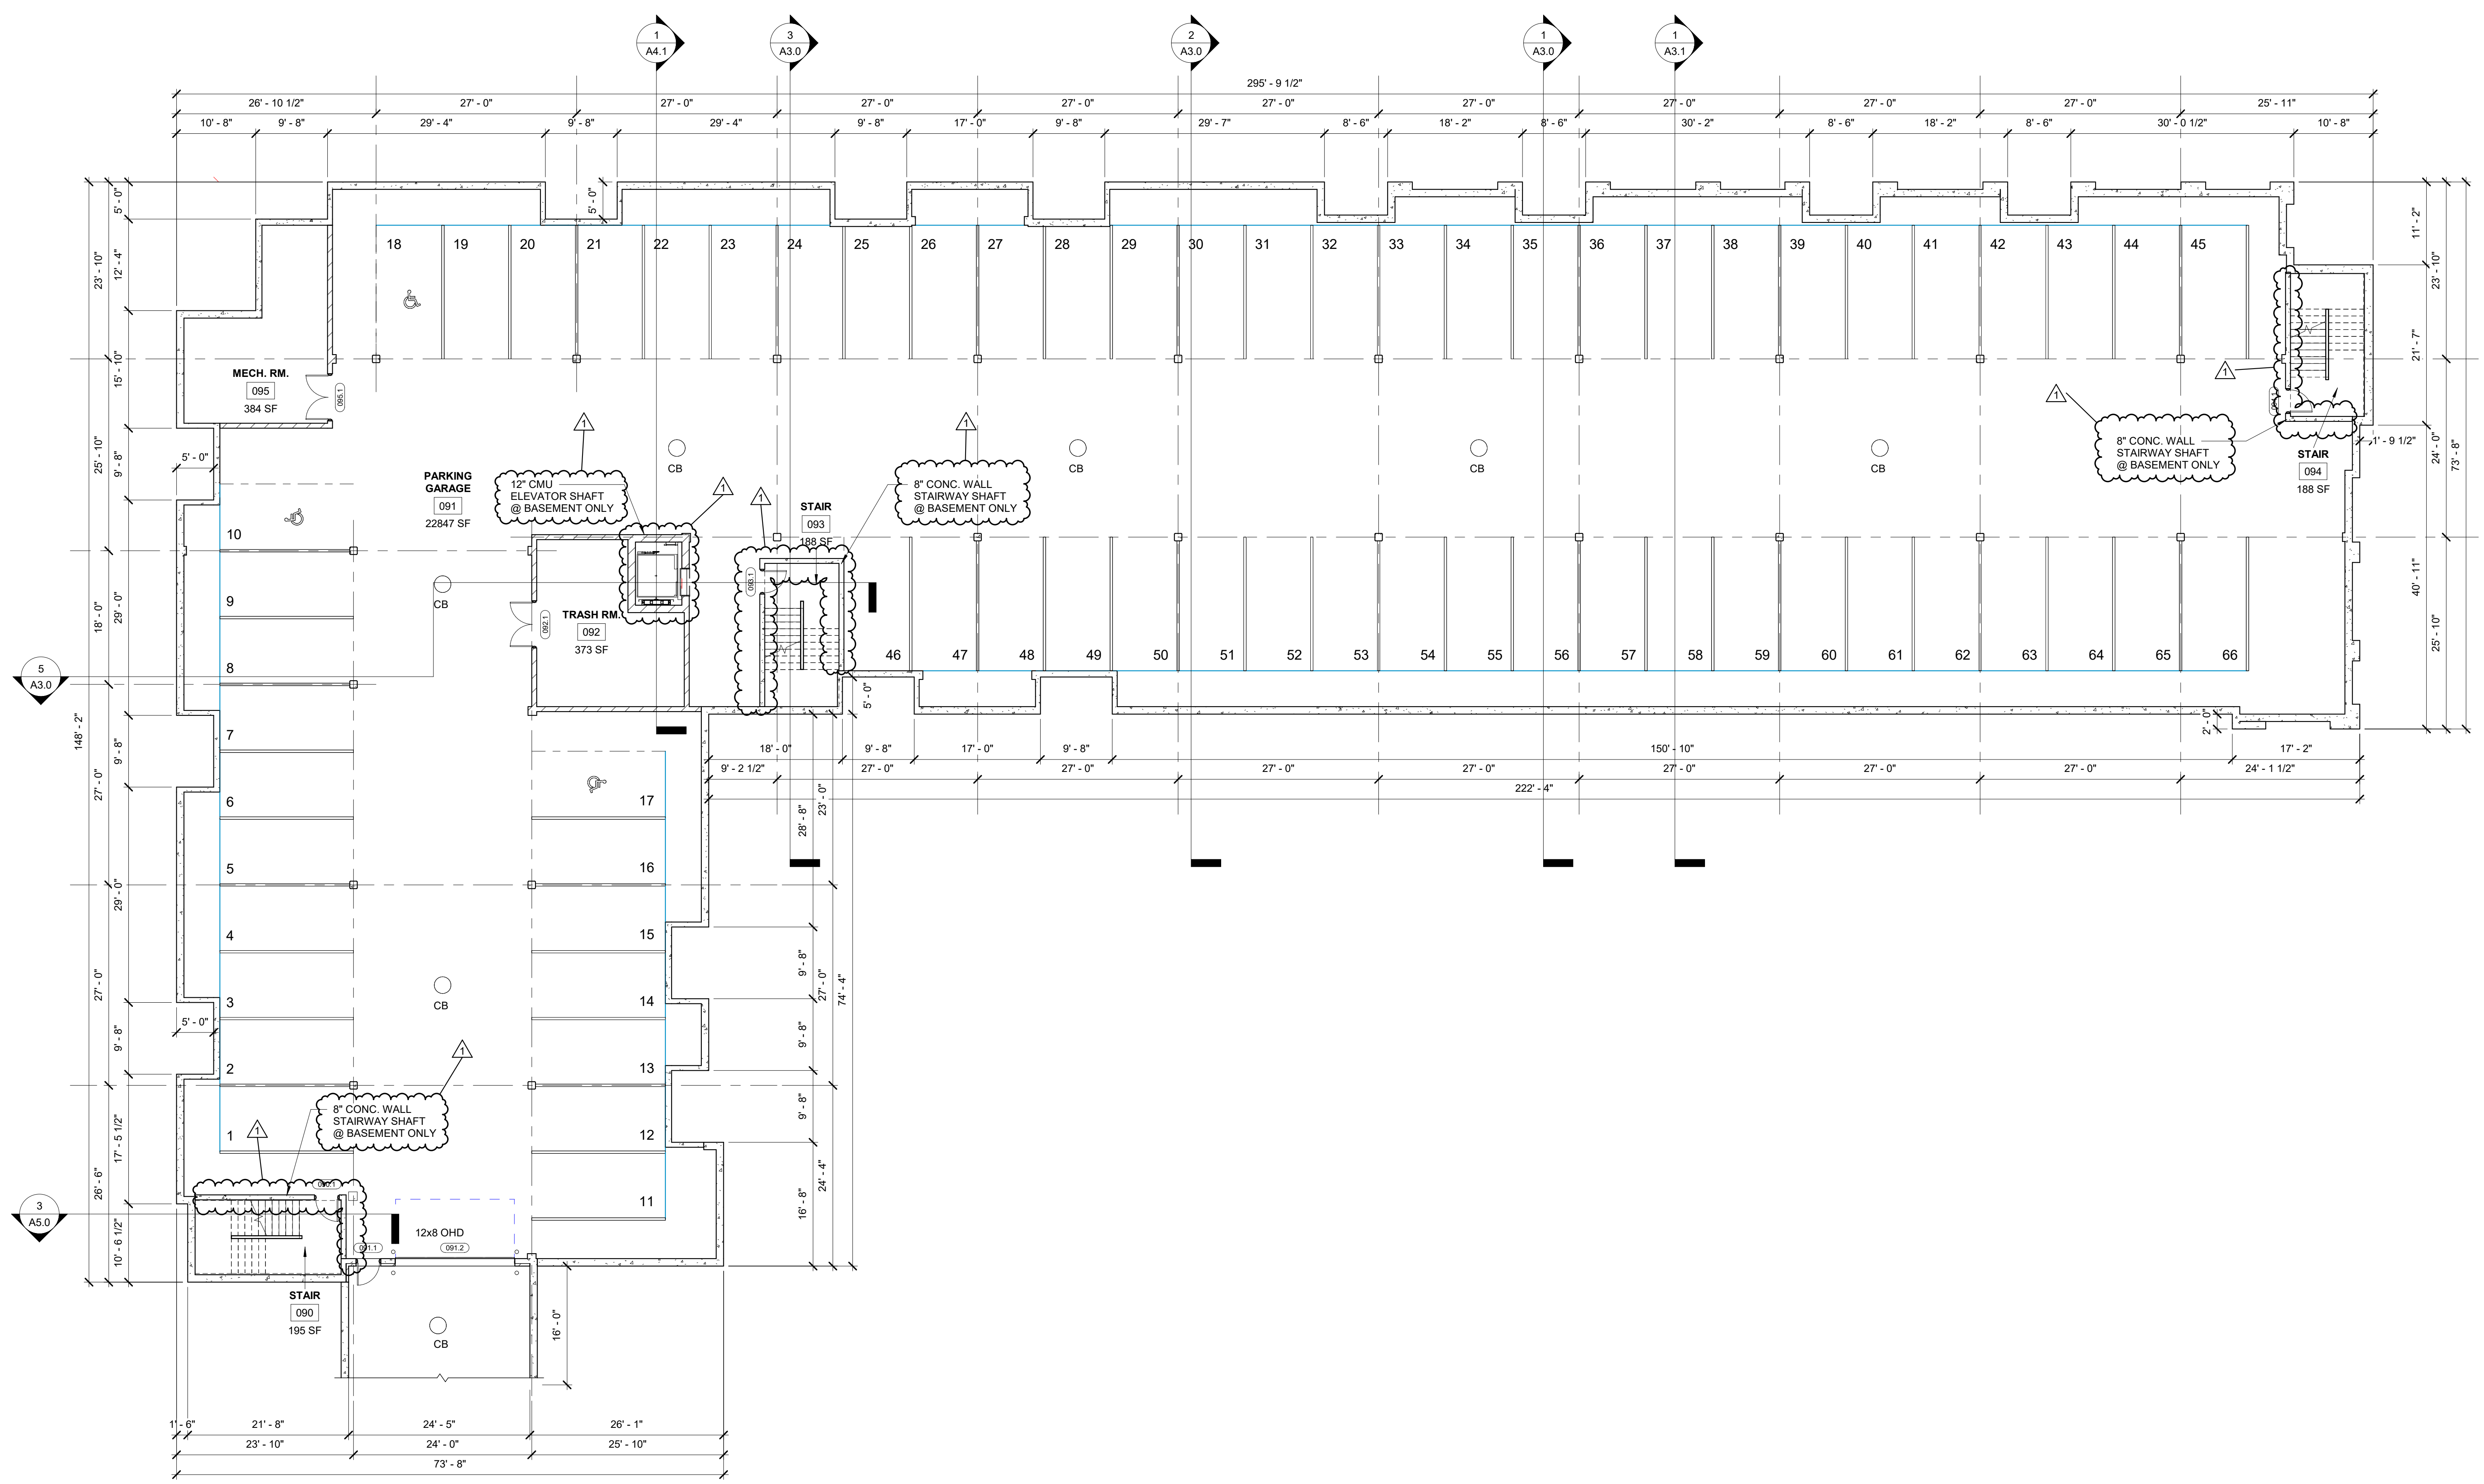 1
A4.1
3
A3.0
2
A3.0
1
A3.0
1
A3.1
295' - 9 1/2"
26' - 10 1/2"
27' - 0"
27' - 0"
27' - 0"
27' - 0"
27' - 0"
27' - 0"
27' - 0"
27' - 0"
27' - 0"
25' - 11"
10' - 8"
9' - 8"
29' - 4"
9' - 8"
29' - 4"
9' - 8"
17' - 0"
9' - 8"
29' - 7"
8' - 6"
18' - 2"
8' - 6"
30' - 2"
8' - 6"
18' - 2"
8' - 6"
30' - 0 1/2"
10' - 8"
5' - 0"
5' - 0"
11' - 2"
23' - 10"
12' - 4"
23' - 10"
18
19
20
21
22
23
24
25
26
27
28
29
30
31
32
33
34
35
36
37
38
39
40
41
42
43
44
45
15' - 10"
21' - 7"
MECH. RM.
095
384 SF
095.1
1
1
1
1
25' - 10"
9' - 8"
5' - 0"
CB
CB
CB
CB
8" CONC. WALL
STAIRWAY SHAFT
@ BASEMENT ONLY
1' - 9 1/2"
24' - 0"
73' - 8"
STAIR
094
188 SF
PARKING
GARAGE
091
22847 SF
12" CMU
ELEVATOR SHAFT
@ BASEMENT ONLY
1
1
STAIR
093
188 SF
8" CONC. WALL
STAIRWAY SHAFT
@ BASEMENT ONLY
10
9
8
7
6
5
4
3
2
1
18' - 0"
29' - 0"
CB
092.1
TRASH RM.
092
373 SF
093.1
40' - 11"
25' - 10"
46
47
48
49
50
51
52
53
54
55
56
57
58
59
60
61
62
63
64
65
66
5
A3.0
5' - 0"
2' - 0"
148' - 2"
9' - 8"
27' - 0"
18' - 0"
9' - 8"
17' - 0"
9' - 8"
150' - 10"
17' - 2"
9' - 2 1/2"
27' - 0"
27' - 0"
27' - 0"
27' - 0"
27' - 0"
27' - 0"
27' - 0"
24' - 1 1/2"
222' - 4"
17
16
15
14
13
12
11
28' - 8"
23' - 0"
29' - 0"
27' - 0"
9' - 8"
27' - 0"
74' - 4"
9' - 8"
9' - 8"
CB
5' - 0"
9' - 8"
1
1
8" CONC. WALL
STAIRWAY SHAFT
@ BASEMENT ONLY
17' - 5 1/2"
26' - 6"
24' - 4"
16' - 8"
3
A5.0
10' - 6 1/2"
090.1
12x8 OHD
091.1
091.2
STAIR
090
195 SF
CB
16' - 0"
1' - 6"
21' - 8"
24' - 5"
26' - 1"
23' - 10"
24' - 0"
25' - 10"
73' - 8"